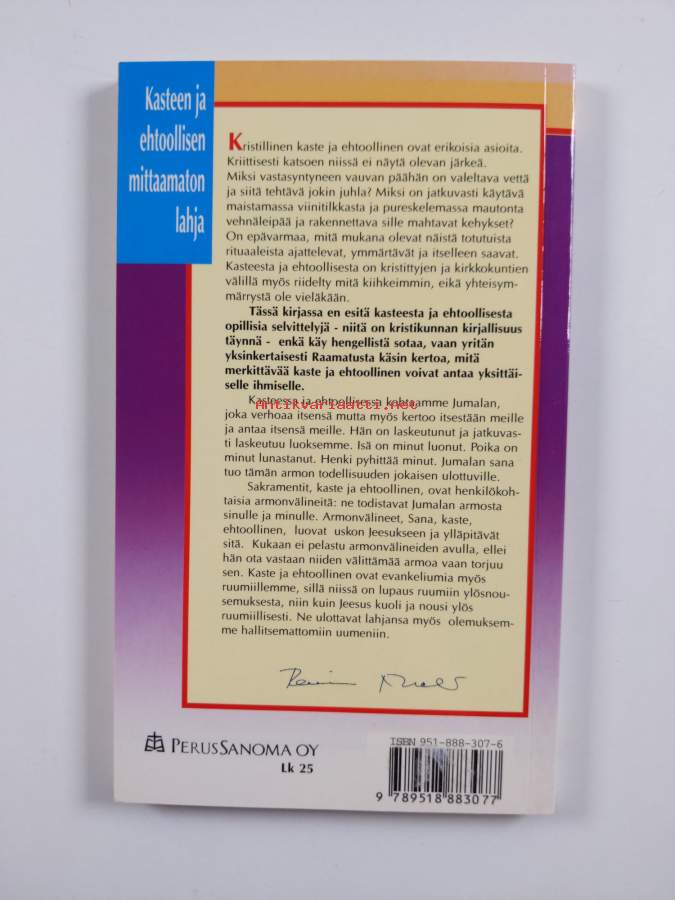 Kasteen ja
ehtoollisen
mittaamaton
lahja
Kristillinen kaste ja ehtoollinen ovat erikoisia asioita.
Kriittisesti katsoen niissä ei näytä olevan järkeä.
Miksi vastasyntyneen vauvan päähän on valeltava vettä
ja siitä tehtävä jokin juhla? Miksi on jatkuvasti käytävä
maistamassa viinitilkkasta ja pureskelemassa mautonta
vehnäleipää ja rakennettava sille mahtavat kehykset?
On epävarmaa, mitä mukana olevat näistä totutuista
rituaaleista ajattelevat, ymmärtävät ja itselleen saavat.
Kasteesta ja ehtoollisesta on kristittyjen ja kirkkokuntien
välillä myös riidelty mitä kiihkeimmin, eikä yhteisym-
märrystä ole vieläkään.
Tässä kirjassa en esitä kasteesta ja ehtoollisesta
opillisia selvittelyjä - niitä on kristikunnan kirjallisuus
täynnä - enkä käy hengellistä sotaa, vaan yritän
yksinkertaisesti Raamatusta käsin kertoa, mitä
merkittävää kaste ja ehtoollinen voivat antaa yksittäi-
selle ihmiselle.
Kasteessa ja ehtoollisessa kohtaamme Jumalan,
joka verhoaa itsensä mutta myös kertoo itsestään meille
ja antaa itsensä meille. Hän on laskeutunut ja jatkuvas-
ti laskeutuu luoksemme. Isä on minut luonut. Poika on
minut lunastanut. Henki pyhittää minut. Jumalan sana
tuo tämän armon todellisuuden jokaisen ulottuville.
Sakramentit, kaste ja ehtoollinen, ovat henkilökoh-
taisia armonvälineitä: ne todistavat Jumalan armosta
sinulle ja minulle. Armonvälineet, Sana, kaste,
ehtoollinen, luovat uskon Jeesukseen ja ylläpitävät
sitä. Kukaan ei pelastu armonvälineiden avulla, ellei
hän ota vastaan niiden välittämää armoa vaan torjuu
sen. Kaste ja ehtoollinen ovat evankeliumia myös
ruumiillemme, sillä niissä on lupaus ruumiin ylösnou-
semuksesta, niin kuin Jeesus kuoli ja nousi ylös
ruumiillisesti. Ne ulottavat lahjansa myös olemuksem-
me hallitsemattomiin uumeniin.
Antikvariaatti.net
PERUSSANOMA OY
Lk 25
ISBN 951-888-307-6
9 789518 883077